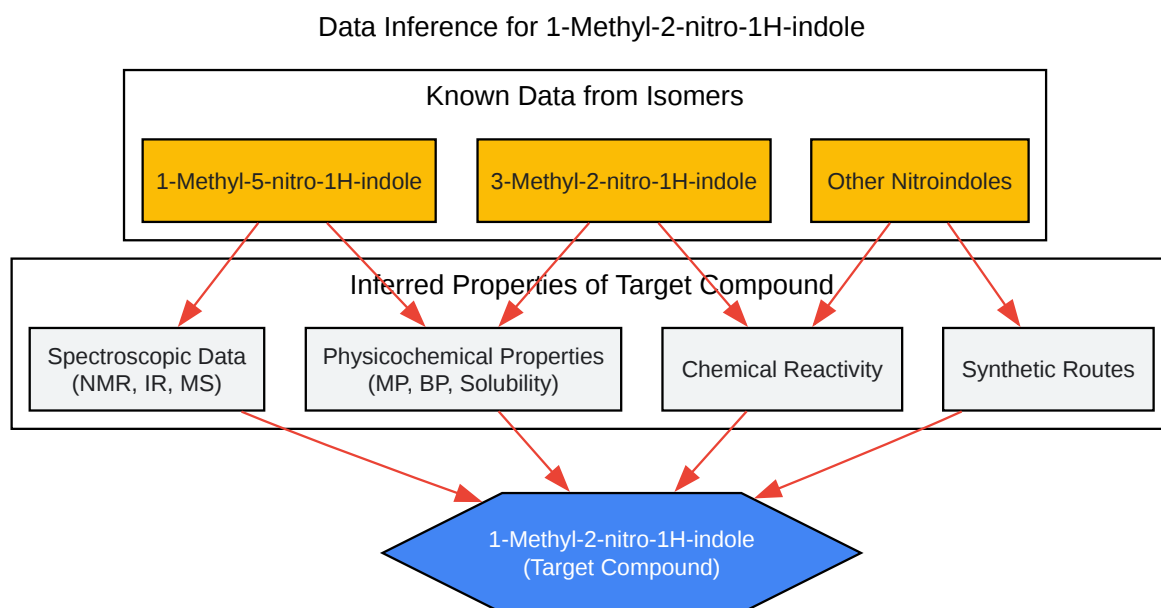 Data Inference for 1-Methyl-2-nitro-1H-indole
Known Data from Isomers
1-Methyl-5-nitro-1H-indole
3-Methyl-2-nitro-1H-indole
Other Nitroindoles
Inferred Properties of Target Compound
Spectroscopic Data
(NMR, IR, MS)
Physicochemical Properties
(MP, BP, Solubility)
Chemical Reactivity
Synthetic Routes
1-Methyl-2-nitro-1H-indole
(Target Compound)